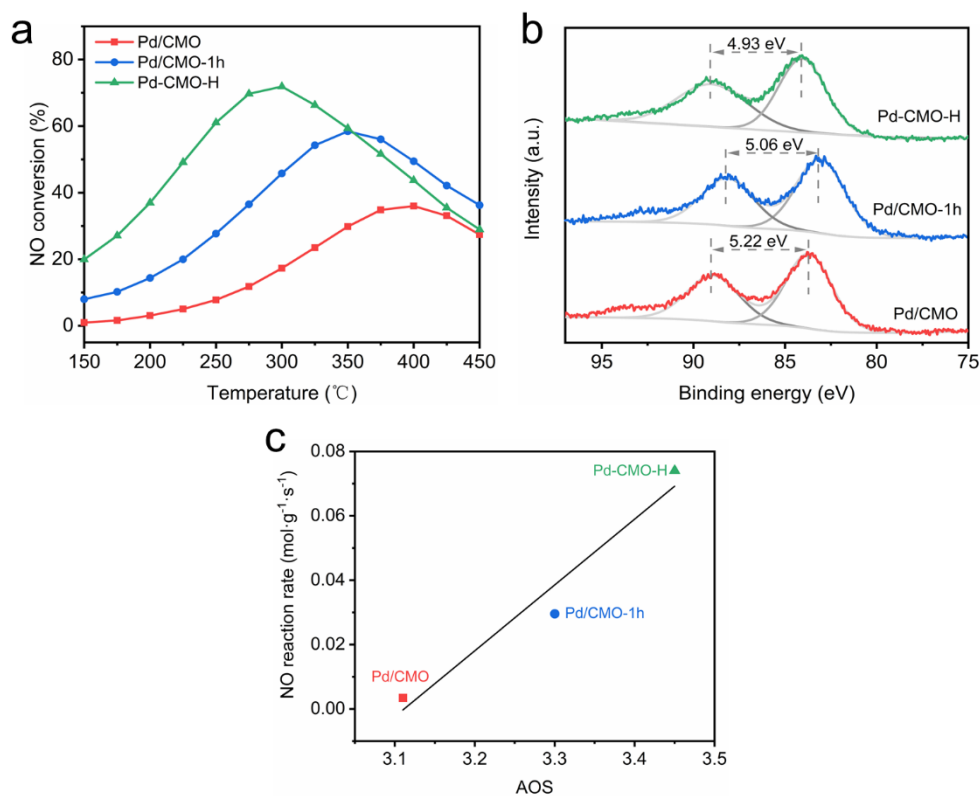 a
Pd/CMO
Pd/CMO-1h
Pd-CMO-H
NO conversion (%)
80
60
40
20
0
150
200
250
300
350
400
450
Temperature (℃)
b
4.93 eV
Pd-CMO-H
5.06 eV
Pd/CMO-1h
5.22 eV
Pd/CMO
Intensity (a.u.)
95
90
85
80
75
Binding energy (eV)
c
NO reaction rate (mol·g⁻¹·s⁻¹)
0.08
0.06
0.04
0.02
0.00
Pd-CMO-H
Pd/CMO-1h
Pd/CMO
3.1
3.2
3.3
3.4
3.5
AOS